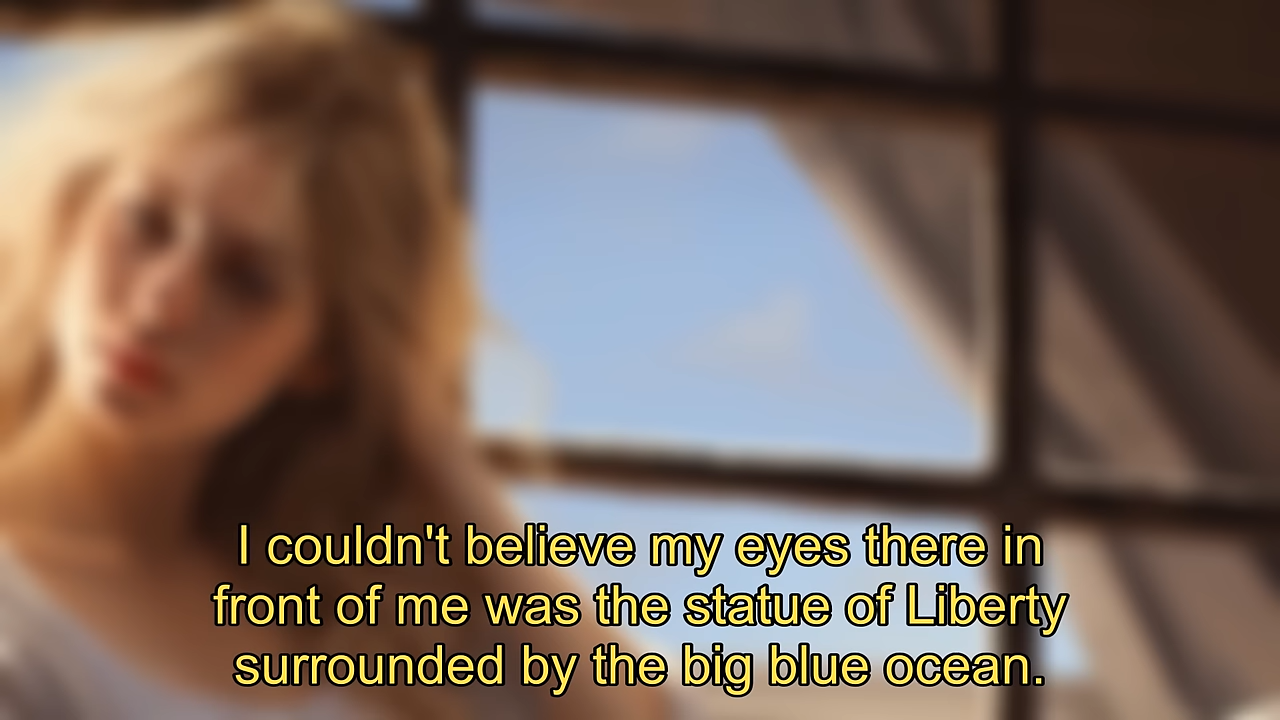 I couldn't believe my eyes there in
front of me was the statue of Liberty
surrounded by the big blue ocean.